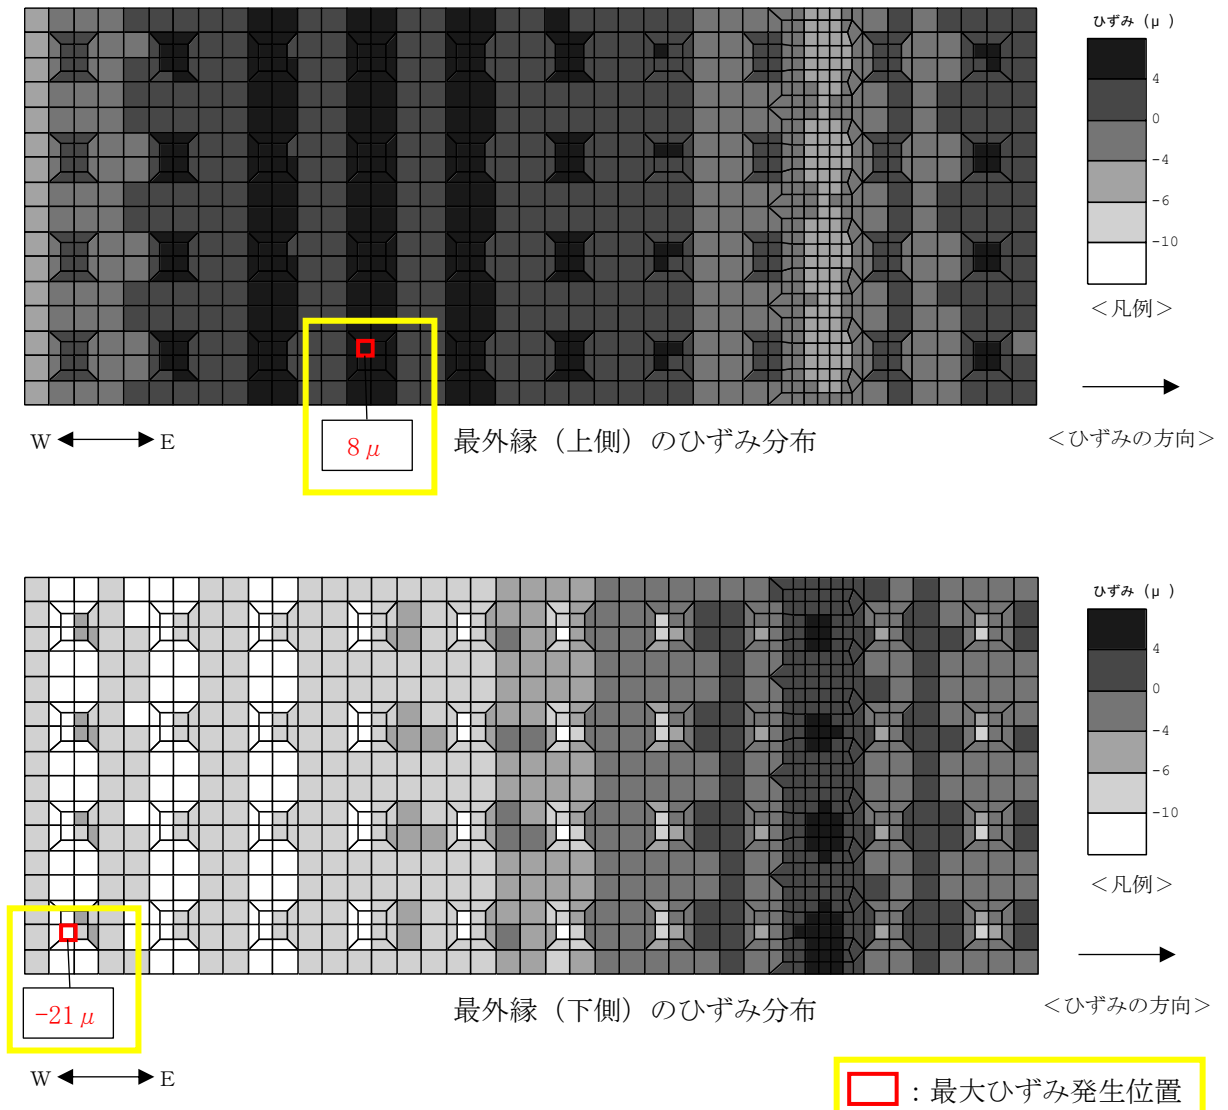 ひずみ (μ )
4
0
-4
-6
-10
＜凡例＞
8μ
W E
最外縁（上側）のひずみ分布
＜ひずみの方向＞
ひずみ (μ )
4
0
-4
-6
-10
＜凡例＞
-21μ
最外縁（下側）のひずみ分布
＜ひずみの方向＞
W E
：最大ひずみ発生位置